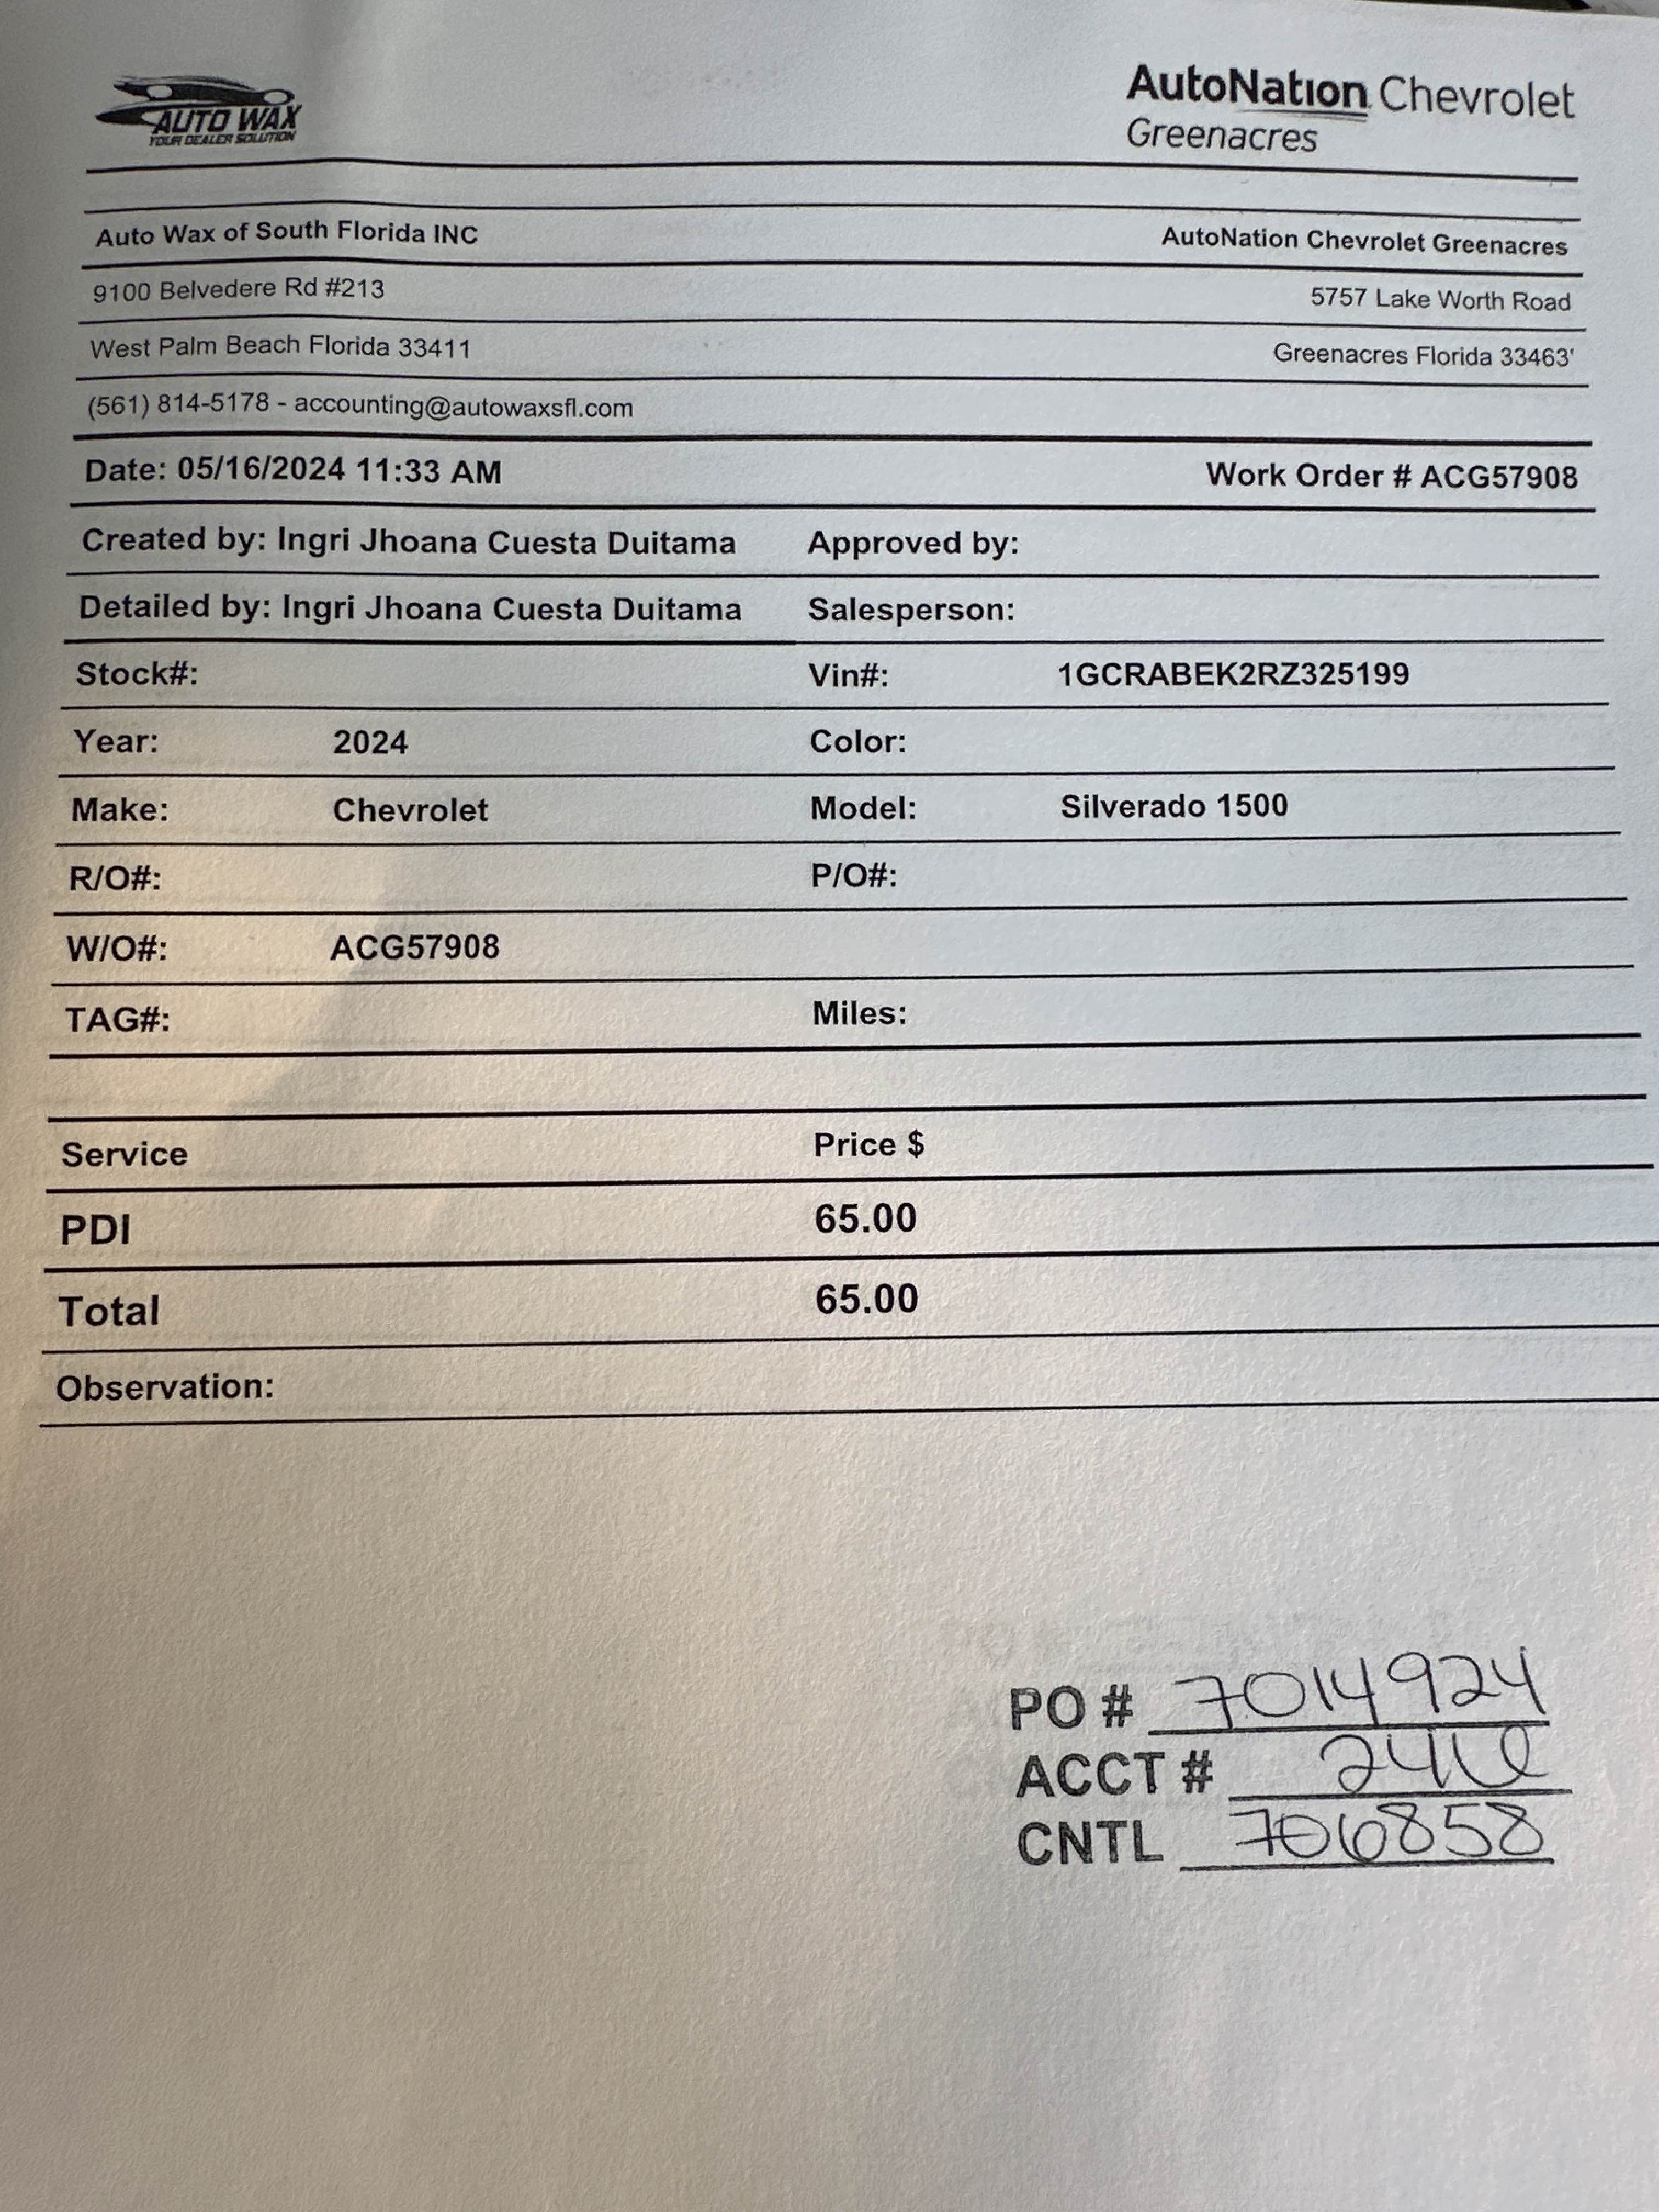 AUTO WAX
YOUR DEALER SOLUTION
AutoNation Chevrolet
Greenacres
Auto Wax of South Florida INC
AutoNation Chevrolet Greenacres
9100 Belvedere Rd #213
5757 Lake Worth Road
West Palm Beach Florida 33411
Greenacres Florida 33463'
(561) 814-5178 - accounting@autowaxsfl.com
Date: 05/16/2024 11:33 AM
Work Order # ACG57908
Created by: Ingri Jhoana Cuesta Duitama
Approved by:
Detailed by: Ingri Jhoana Cuesta Duitama
Salesperson:
Stock#:
Vin#: 1GCRABEK2RZ325199
Year: 2024
Color:
Make: Chevrolet
Model: Silverado 1500
R/O#:
P/O#:
W/O#: ACG57908
TAG#:
Miles:
Service Price $
PDI 65.00
Total 65.00
Observation:
PO # 7014924
ACCT #
CNTL 706858